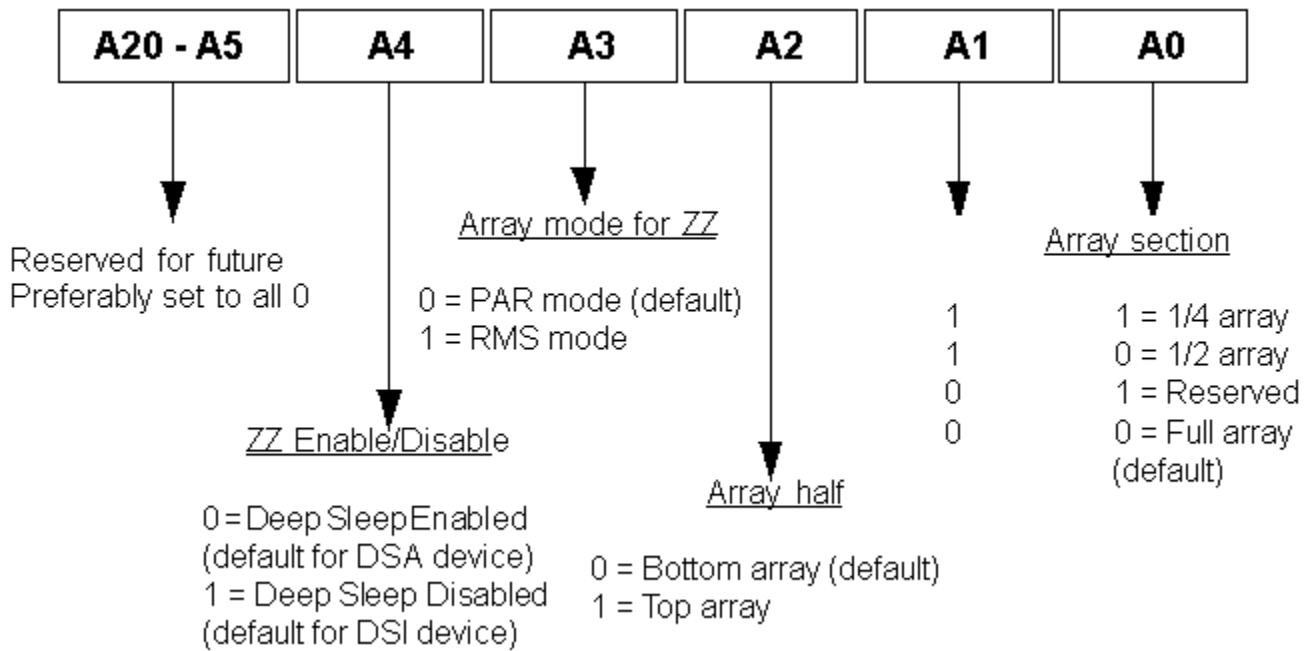 A20 - A5 A4 A3 A2 A1 A0
Reserved for future
Preferably set to all 0
ZZ Enable/Disable
0 = Deep Sleep Enabled
(default for DSA device)
1 = Deep Sleep Disabled
(default for DSI device)
Array mode for ZZ
0 = PAR mode (default)
1 = RMS mode
Array half
0 = Bottom array (default)
1 = Top array
Array section
1 1 = 1/4 array
1 0 = 1/2 array
0 1 = Reserved
0 0 = Full array
(default)